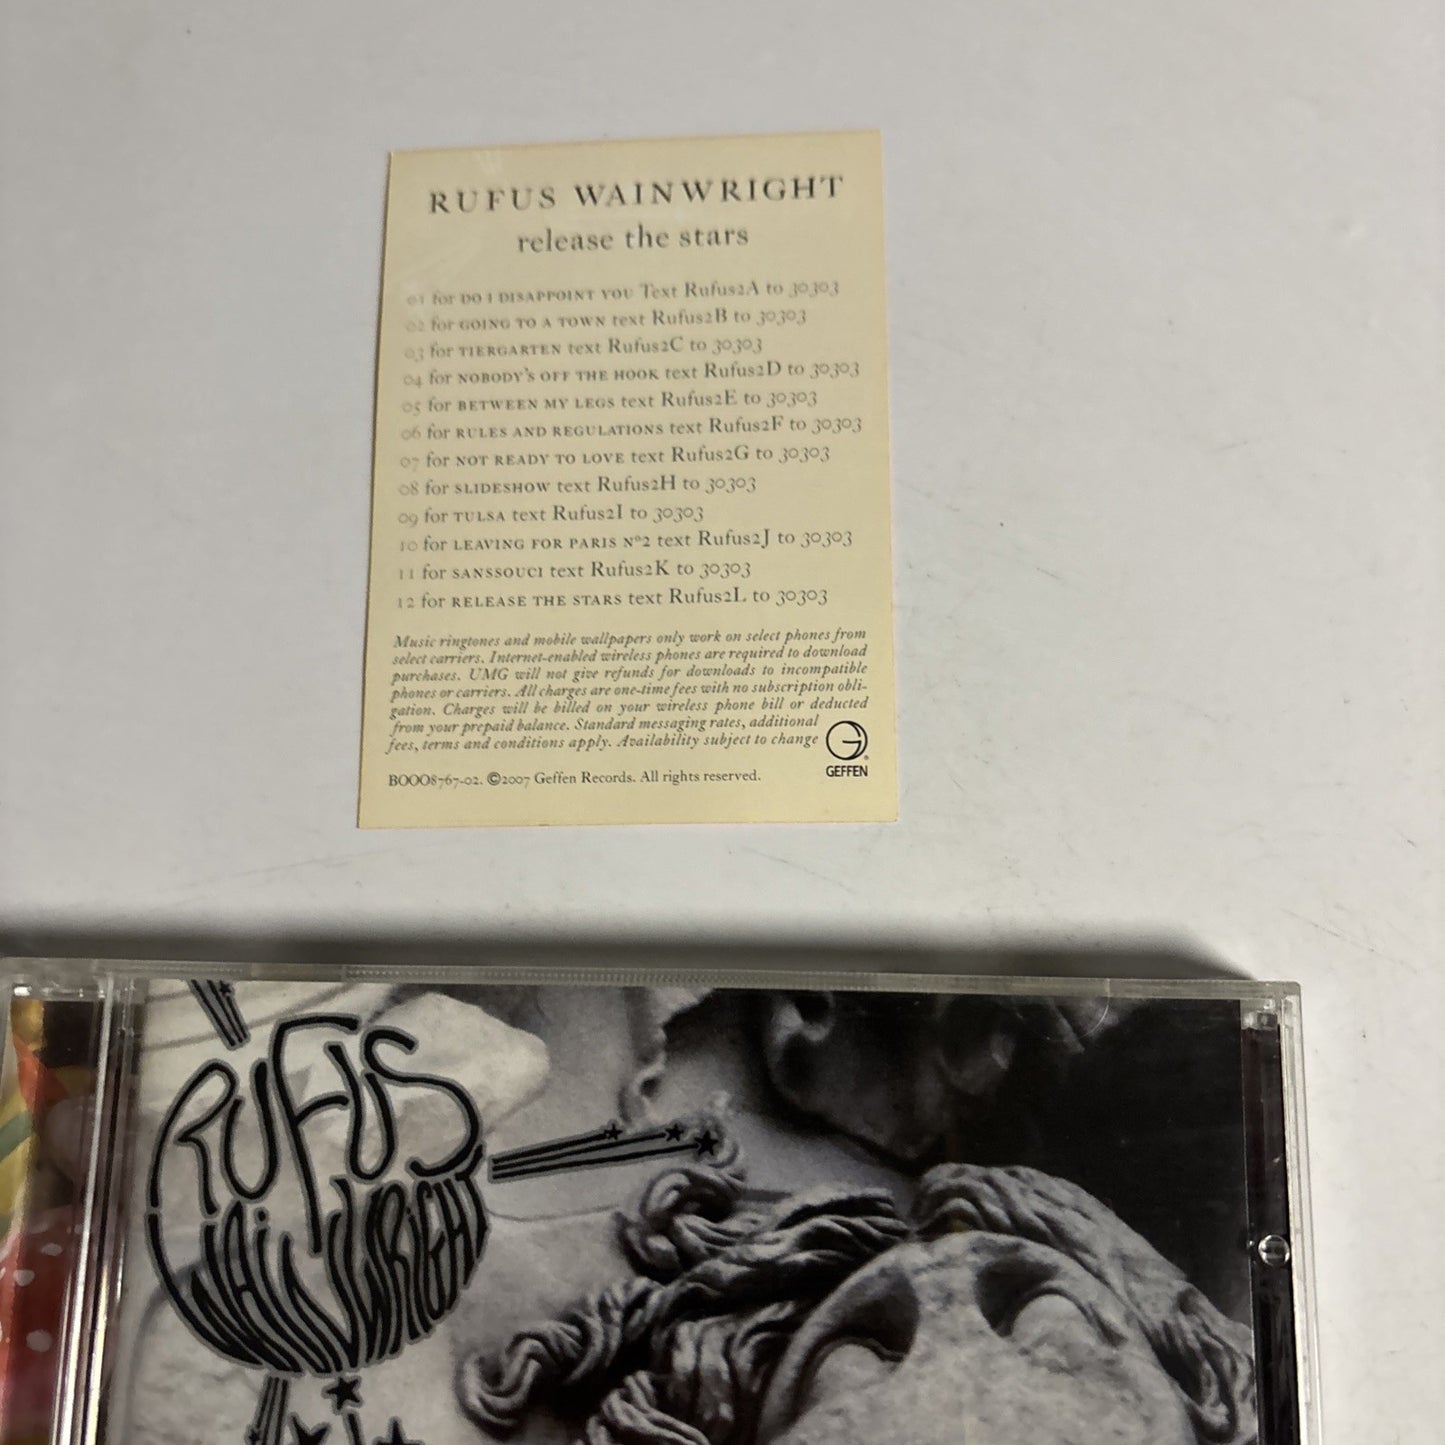 RUFUS WAINWRIGHT
release the stars
01 for DO I DISAPPOINT YOU Text Rufus2A to 30303
02 for GOING TO A TOWN text Rufus2B to 30303
03 for TIERGARTEN text Rufus2C to 30303
04 for NOBODY'S OFF THE HOOK text Rufus2D to 30303
05 for BETWEEN MY LEGS text Rufus2E to 30303
06 for RULES AND REGULATIONS text Rufus2F to 30303
07 for NOT READY TO LOVE text Rufus2G to 30303
08 for SLIDESHOW text Rufus2H to 30303
09 for TULSA text Rufus2I to 30303
10 for LEAVING FOR PARIS Nº2 text Rufus2J to 30303
11 for SANSSOUCI text Rufus2K to 30303
12 for RELEASE THE STARS text Rufus2L to 30303
Music ringtones and mobile wallpapers only work on select phones from
select carriers. Internet-enabled wireless phones are required to download
purchases. UMG will not give refunds for downloads to incompatible
phones or carriers. All charges are one-time fees with no subscription obli-
gation. Charges will be billed on your wireless phone bill or deducted
from your prepaid balance. Standard messaging rates, additional
fees, terms and conditions apply. Availability subject to change
G
GEFFEN
B0008767-02. ©2007 Geffen Records. All rights reserved.
RUFUS
WAINWRIGHT